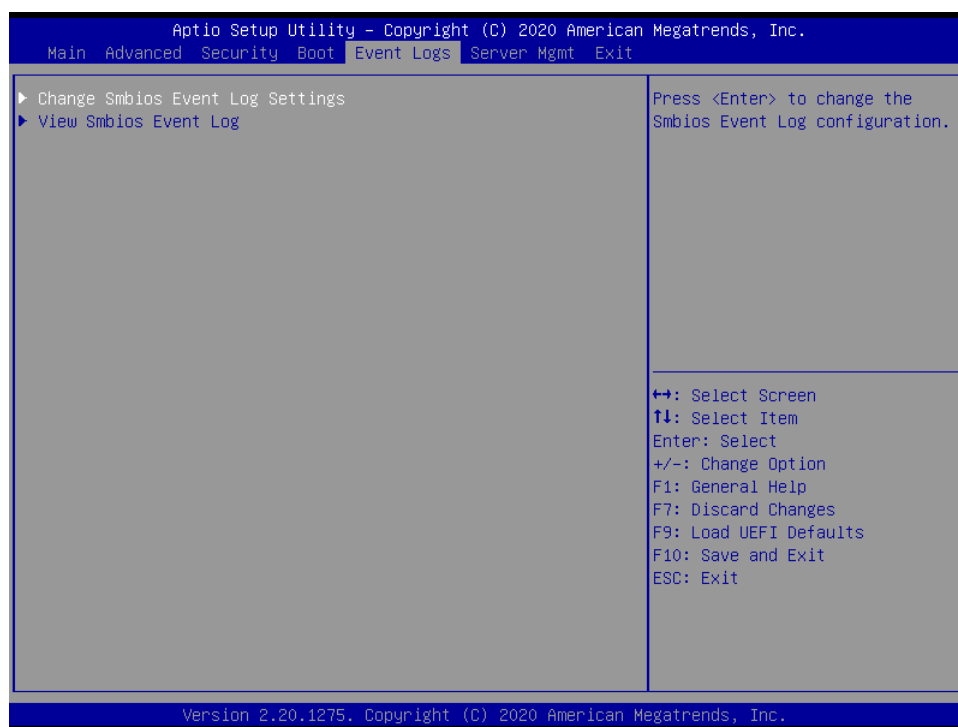 Aptio Setup Utility – Copyright (C) 2020 American Megatrends, Inc.
Main Advanced Security Boot Event Logs Server Mgmt Exit
▶ Change Smbios Event Log Settings
▶ View Smbios Event Log
Press <Enter> to change the
Smbios Event Log configuration.
↔: Select Screen
↑↓: Select Item
Enter: Select
+/-: Change Option
F1: General Help
F7: Discard Changes
F9: Load UEFI Defaults
F10: Save and Exit
ESC: Exit
Version 2.20.1275. Copyright (C) 2020 American Megatrends, Inc.